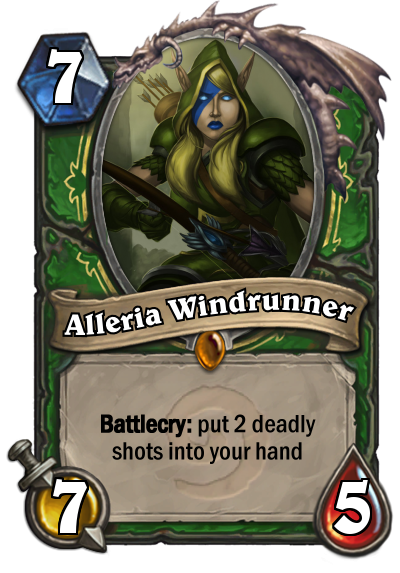 7
Alleria Windrunner
Battlecry: put 2 deadly
shots into your hand
7
5